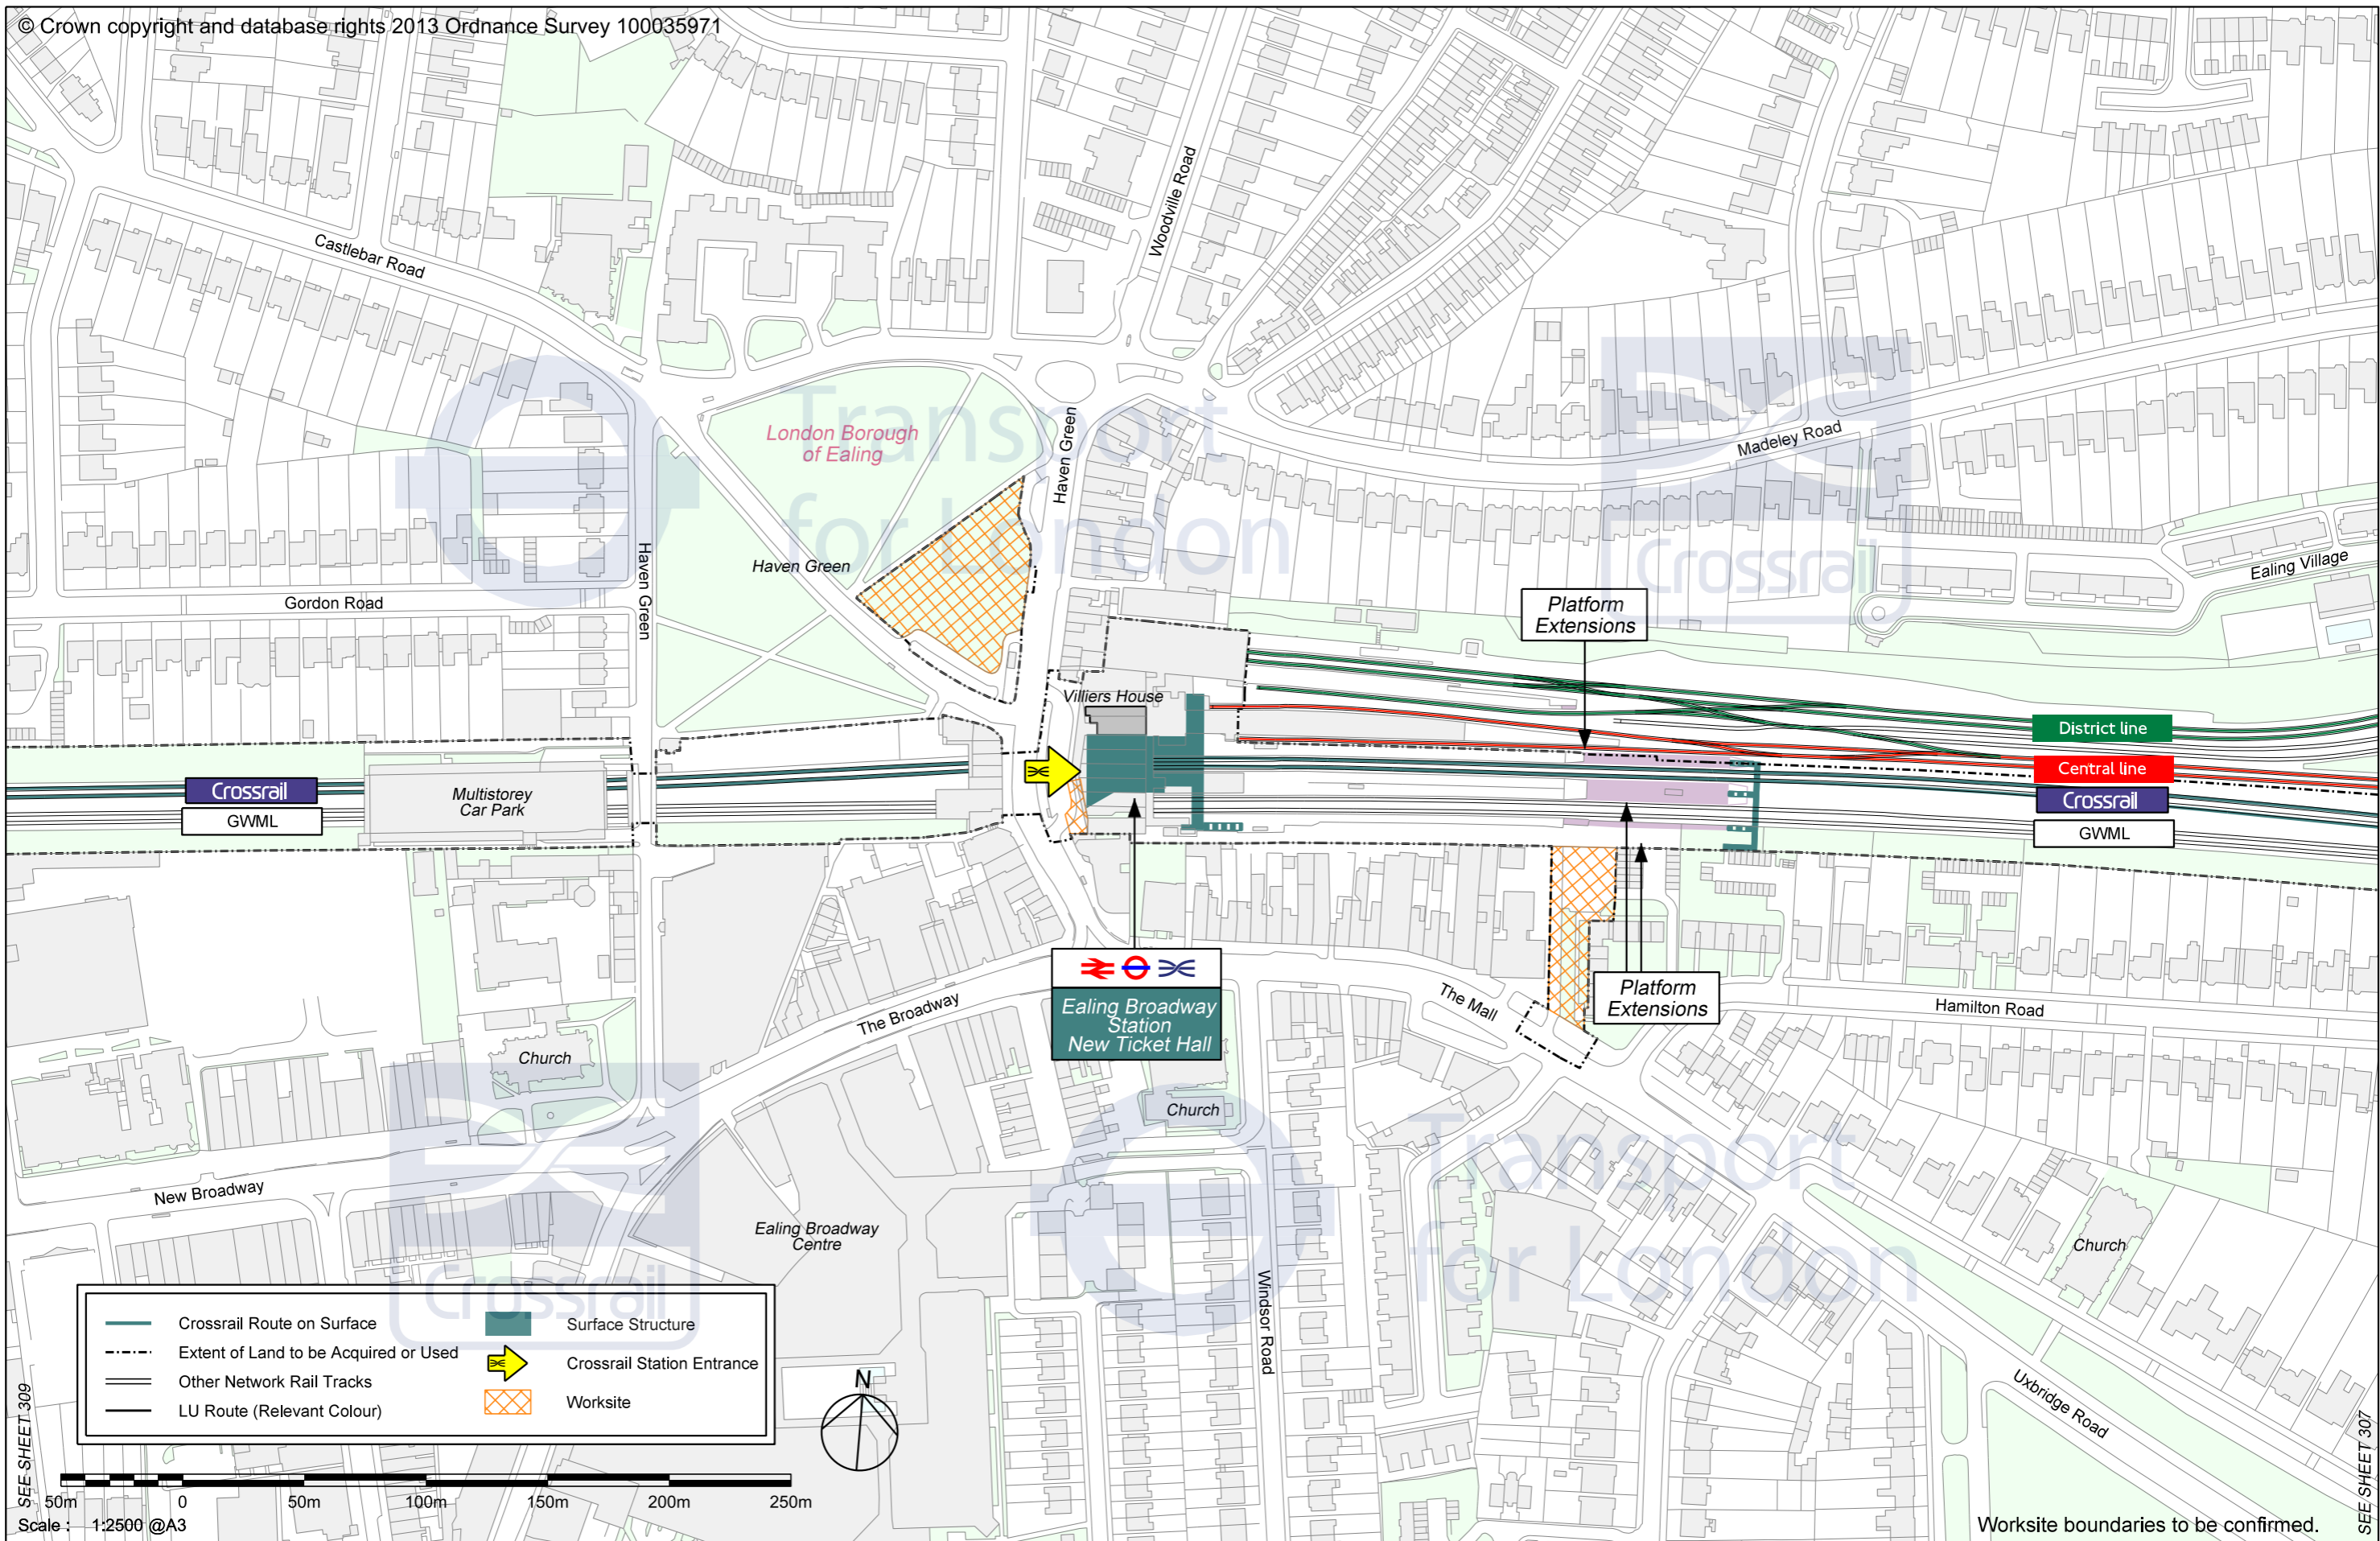 © Crown copyright and database rights 2013 Ordnance Survey 100035971
Castlebar Road
Woodville Road
Transport
for London
London Borough
of Ealing
Haven Green
Madeley Road
Crossrail
Haven Green
Haven Green
Ealing Village
Gordon Road
Platform
Extensions
Villiers House
District line
Central line
Crossrail
GWML
Multistorey
Car Park
Crossrail
GWML
Ealing Broadway
Station
New Ticket Hall
The Broadway
The Mall
Platform
Extensions
Hamilton Road
Church
Church
Transport
for London
New Broadway
Ealing Broadway
Centre
Church
Crossrail
Windsor Road
Uxbridge Road
Crossrail Route on Surface
Extent of Land to be Acquired or Used
Other Network Rail Tracks
LU Route (Relevant Colour)
Surface Structure
Crossrail Station Entrance
Worksite
N
SEE SHEET 309
SEE SHEET 307
50m 0 50m 100m 150m 200m 250m
Scale : 1:2500 @A3
Worksite boundaries to be confirmed.